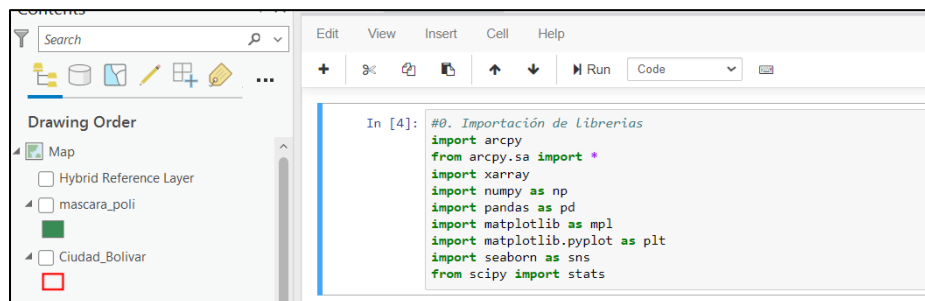 Contents
Search
Drawing Order
Map
Hybrid Reference Layer
mascara_poli
Ciudad_Bolivar
Edit View Insert Cell Help
Run Code
In [4]: #0. Importación de librerias
import arcpy
from arcpy.sa import *
import xarray
import numpy as np
import pandas as pd
import matplotlib as mpl
import matplotlib.pyplot as plt
import seaborn as sns
from scipy import stats